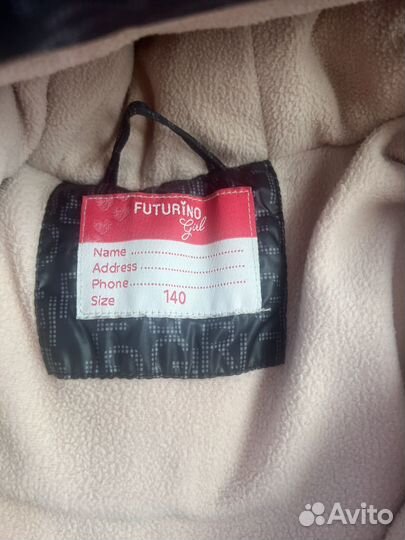 FUTURINO
Girl
Name ..........................
Address ......................
Phone ..........................
Size 140
Avito